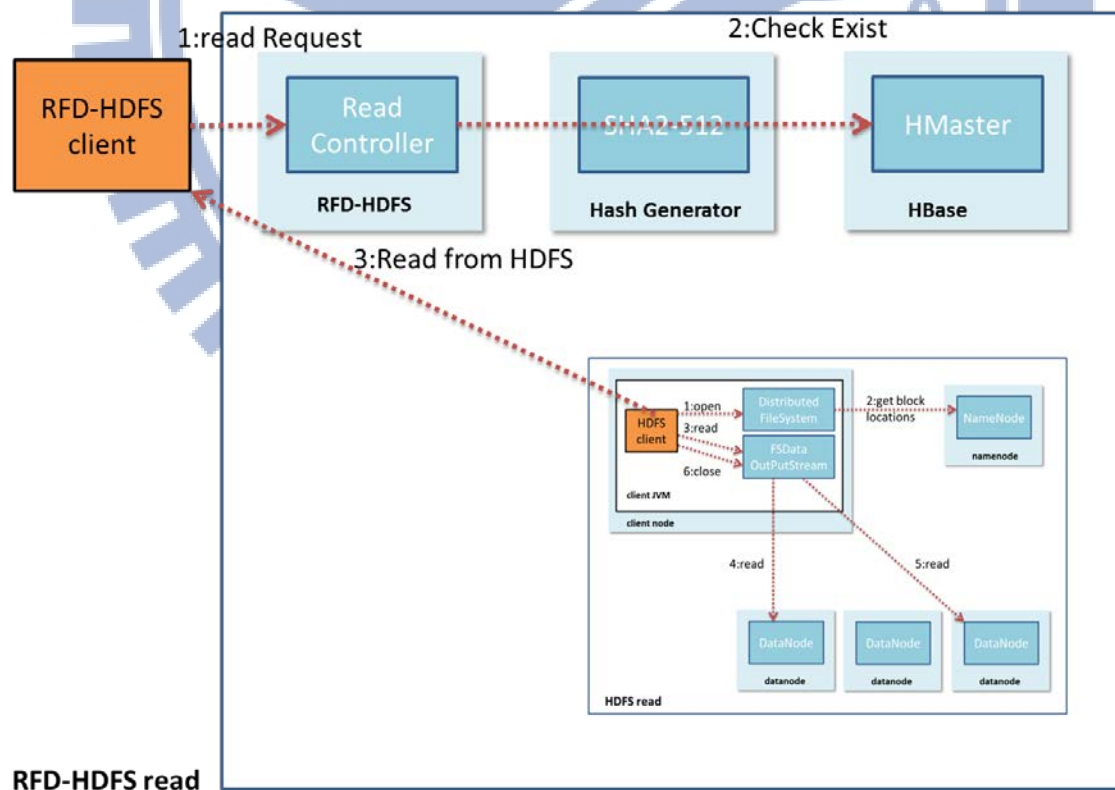 1:read Request
2:Check Exist
RFD-HDFS
client
Read
Controller
RFD-HDFS
SHA2-512
Hash Generator
HMaster
HBase
3:Read from HDFS
HDFS
client
1:open
3:read
6:close
Distributed
FileSystem
FSData
OutPutStream
client JVM
client node
2:get block
locations
NameNode
namenode
4:read
5:read
DataNode
datanode
DataNode
datanode
DataNode
datanode
HDFS read
RFD-HDFS read